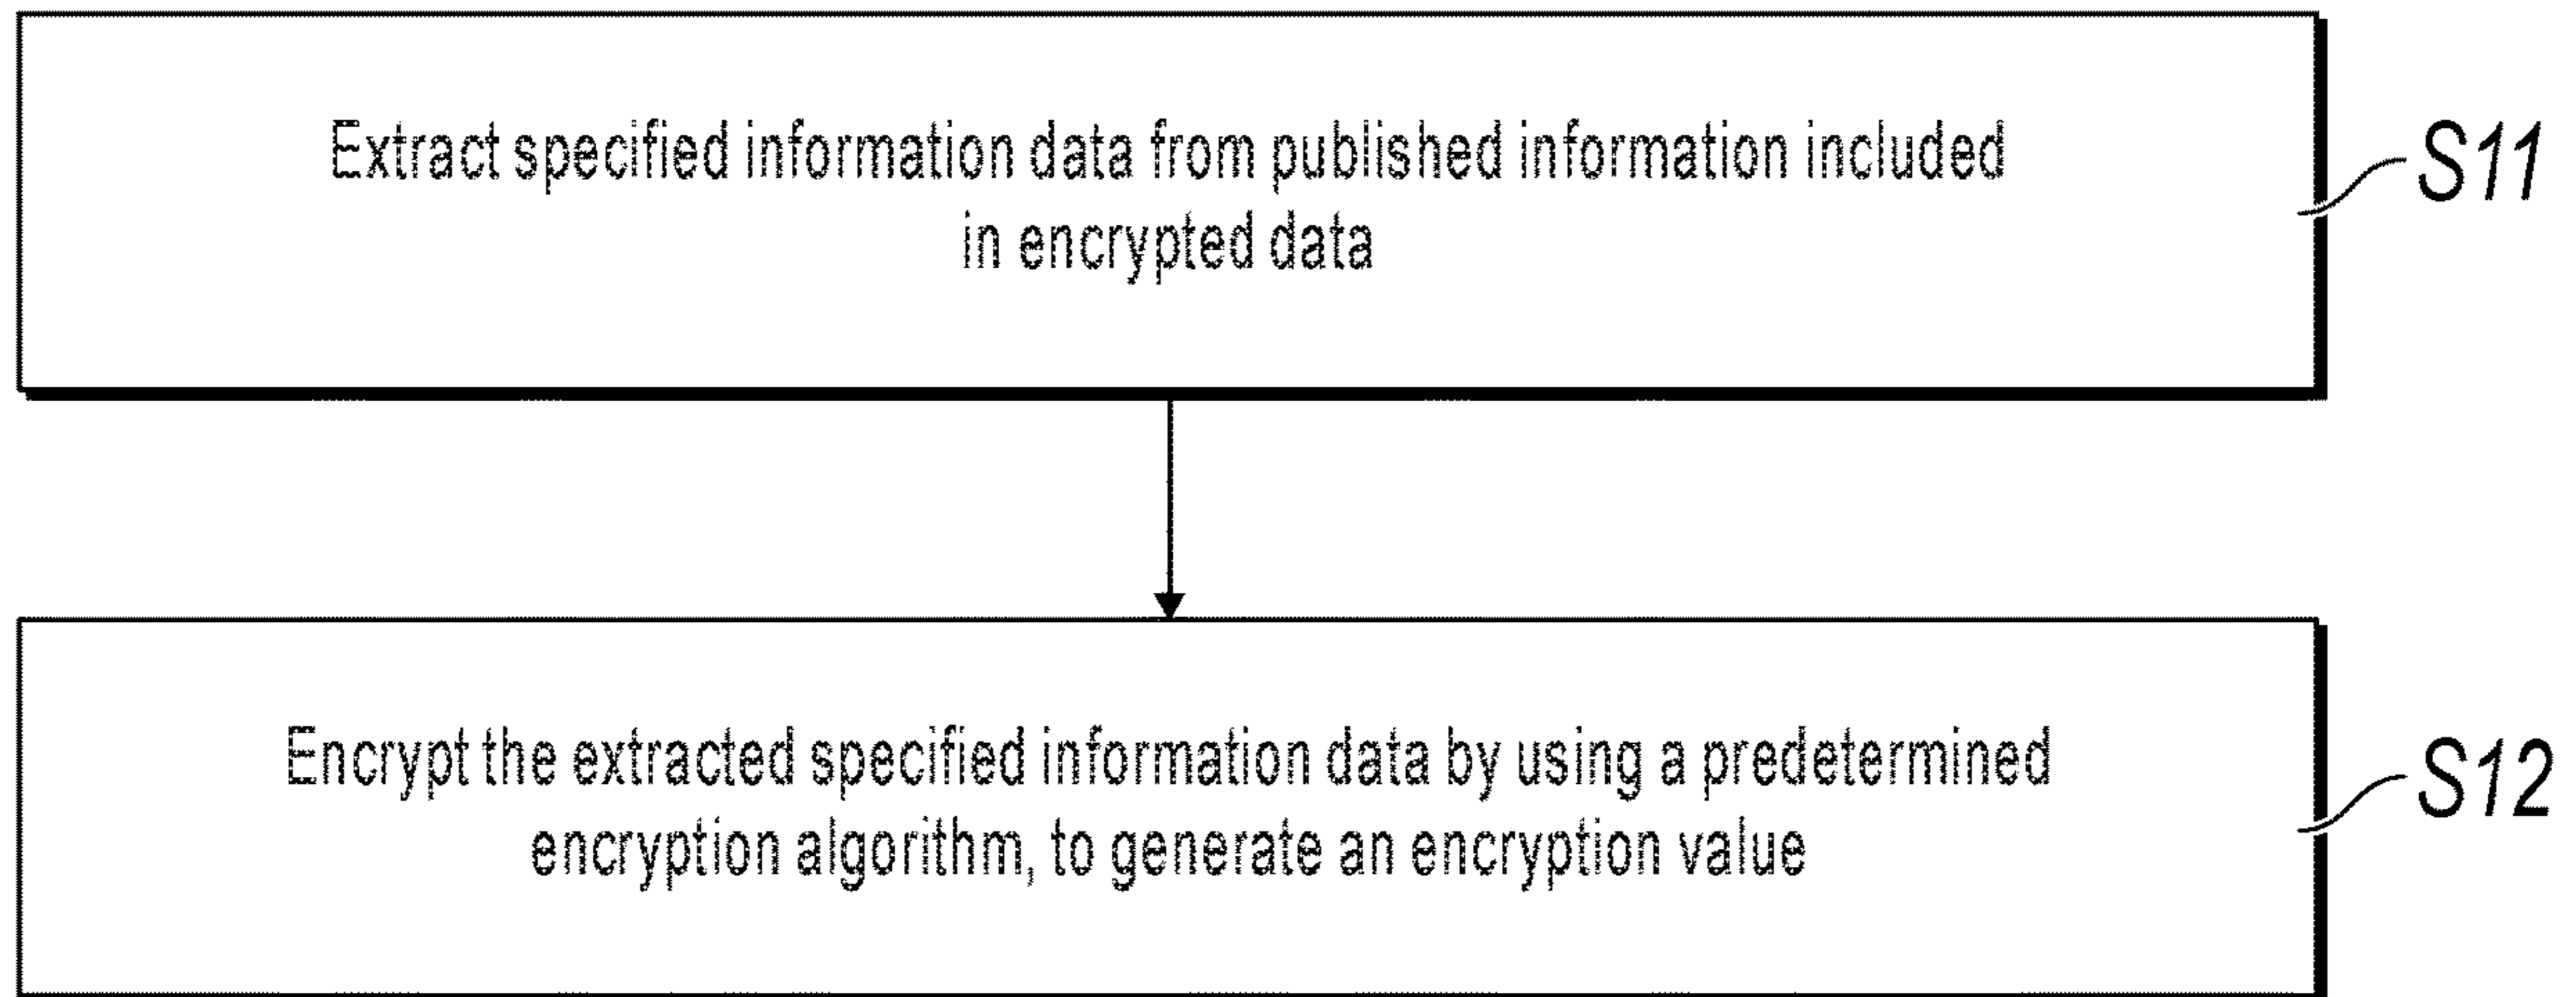 Extract specified information data from published information included
in encrypted data
S11
Encrypt the extracted specified information data by using a predetermined
encryption algorithm, to generate an encryption value
S12